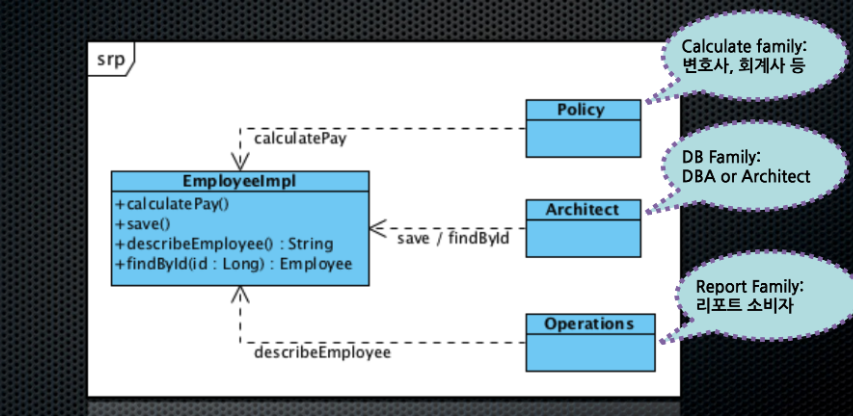 srp
Calculate family:
변호사, 회계사 등
Policy
calculatePay
DB Family:
DBA or Architect
EmployeeImpl
+calculatePay()
+save()
+describeEmployee() : String
+findById(id : Long) : Employee
Architect
save / findById
Report Family:
리포트 소비자
Operations
describeEmployee